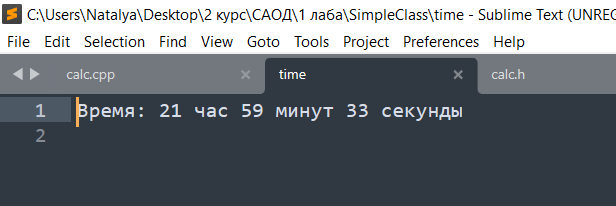 C:\Users\Natalya\Desktop\2 курс\САОД\1 лаба\SimpleClass\time - Sublime Text (UNREG
File Edit Selection Find View Goto Tools Project Preferences Help
calc.cpp time calc.h
1 Время: 21 час 59 минут 33 секунды
2